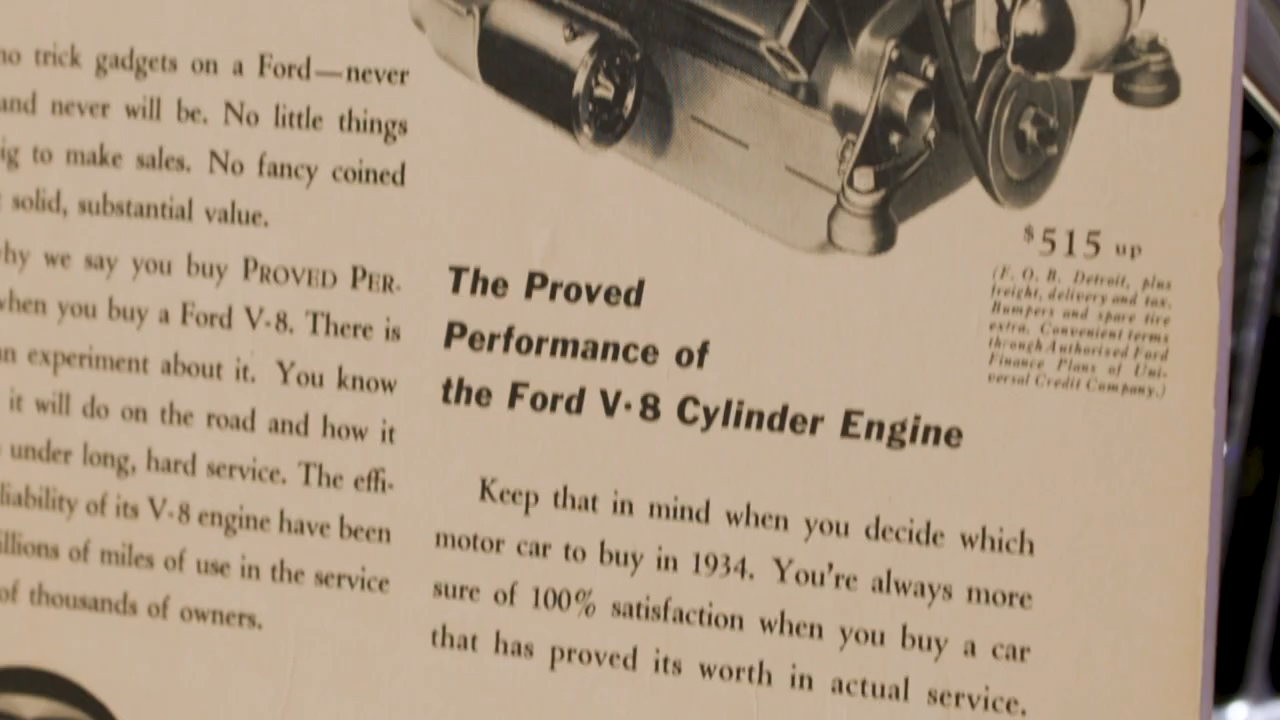 no trick gadgets on a Ford—never
and never will be. No little things
ig to make sales. No fancy coined
solid, substantial value.
hy we say you buy PROVED PER-
when you buy a Ford V-8. There is
an experiment about it. You know
it will do on the road and how it
under long, hard service. The effi-
liability of its V-8 engine have been
illions of miles of use in the service
of thousands of owners.
$515 up
(F. O. B. Detroit, plus
freight, delivery and tax.
Bumpers and spare tire
extra. Convenient terms
through Authorized Ford
Finance Plans of Uni-
versal Credit Company.)
The Proved
Performance of
the Ford V·8 Cylinder Engine
Keep that in mind when you decide which
motor car to buy in 1934. You're always more
sure of 100% satisfaction when you buy a car
that has proved its worth in actual service.